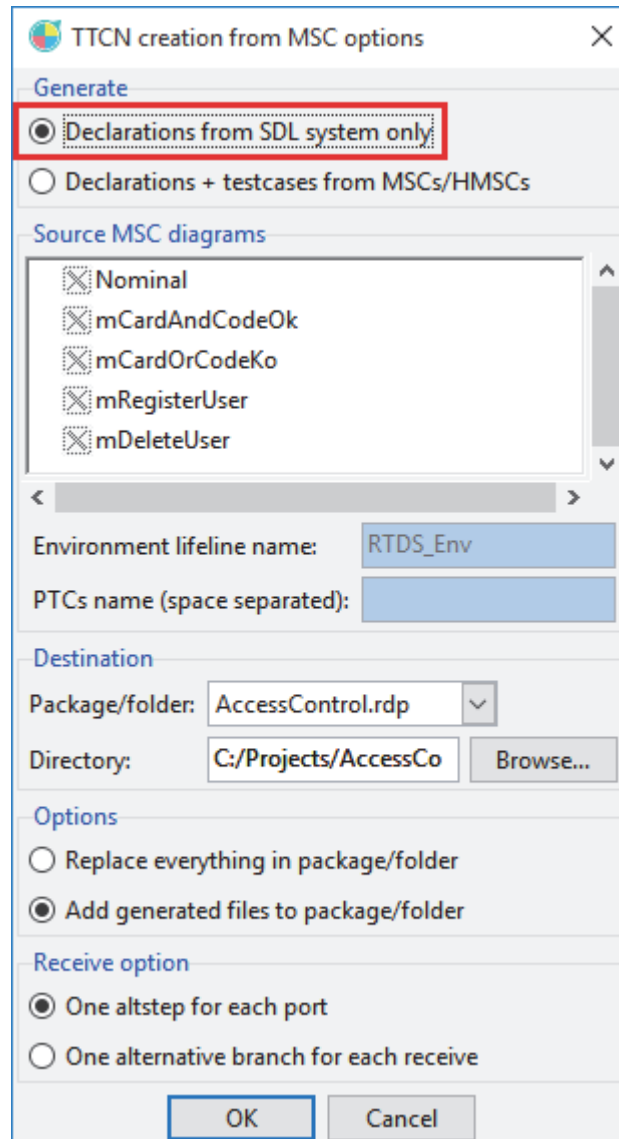 TTCN creation from MSC options
Generate
Declarations from SDL system only
Declarations + testcases from MSCs/HMSCs
Source MSC diagrams
Nominal
mCardAndCodeOk
mCardOrCodeKo
mRegisterUser
mDeleteUser
Environment lifeline name: RTDS_Env
PTCs name (space separated):
Destination
Package/folder: AccessControl.rdp
Directory: C:/Projects/AccessCo Browse...
Options
Replace everything in package/folder
Add generated files to package/folder
Receive option
One altstep for each port
One alternative branch for each receive
OK Cancel